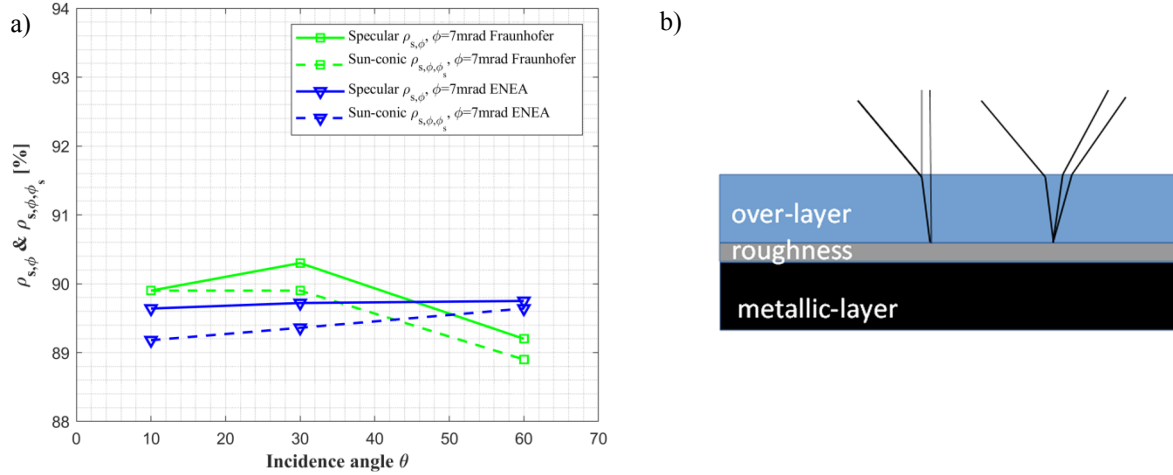 a)
94
93
92
91
90
89
88
ρs,ϕ & ρs,ϕ,ϕs [%]
Specular ρs,ϕ, ϕ=7mrad Fraunhofer
Sun-conic ρs,ϕ,ϕs, ϕ=7mrad Fraunhofer
Specular ρs,ϕ, ϕ=7mrad ENEA
Sun-conic ρs,ϕ,ϕs, ϕ=7mrad ENEA
0 10 20 30 40 50 60 70
Incidence angle θ
b)
over-layer
roughness
metallic-layer